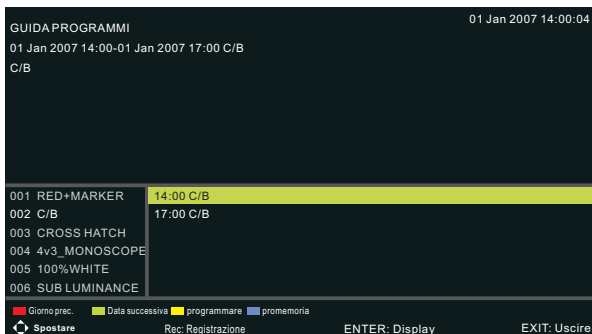 GUIDA PROGRAMMI
01 Jan 2007 14:00:04
01 Jan 2007 14:00-01 Jan 2007 17:00 C/B
C/B
001 RED+MARKER
14:00 C/B
002 C/B
17:00 C/B
003 CROSS HATCH
004 4v3_MONOSCOPE
005 100%WHITE
006 SUB LUMINANCE
Giorno prec. Data successiva programmare promemoria
Spostare Rec: Registrazione ENTER: Display EXIT: Uscire